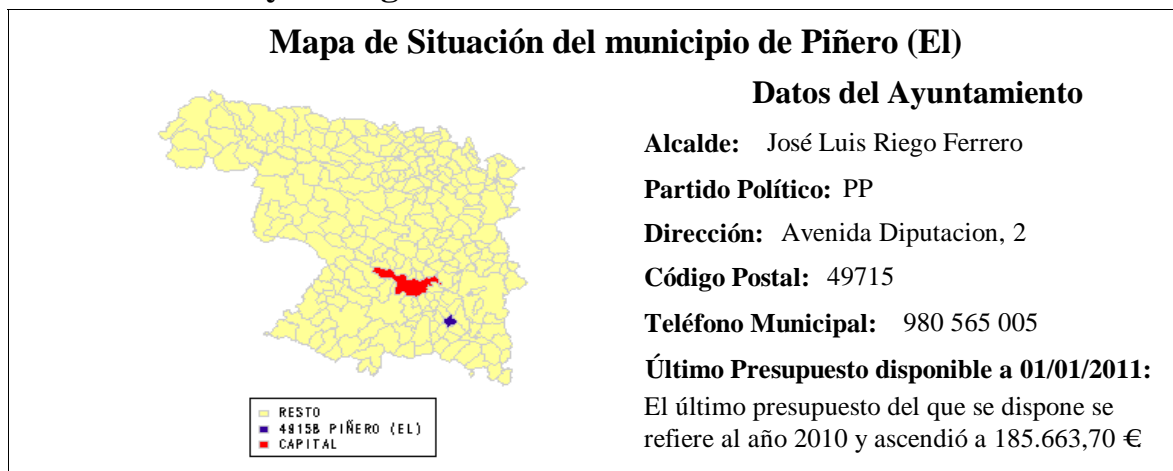 Mapa de Situación del municipio de Piñero (El)
Datos del Ayuntamiento
Alcalde: José Luis Riego Ferrero
Partido Político: PP
Dirección: Avenida Diputacion, 2
Código Postal: 49715
Teléfono Municipal: 980 565 005
Último Presupuesto disponible a 01/01/2011:
El último presupuesto del que se dispone se
refiere al año 2010 y ascendió a 185.663,70 €
RESTO
49158 PIÑERO (EL)
CAPITAL